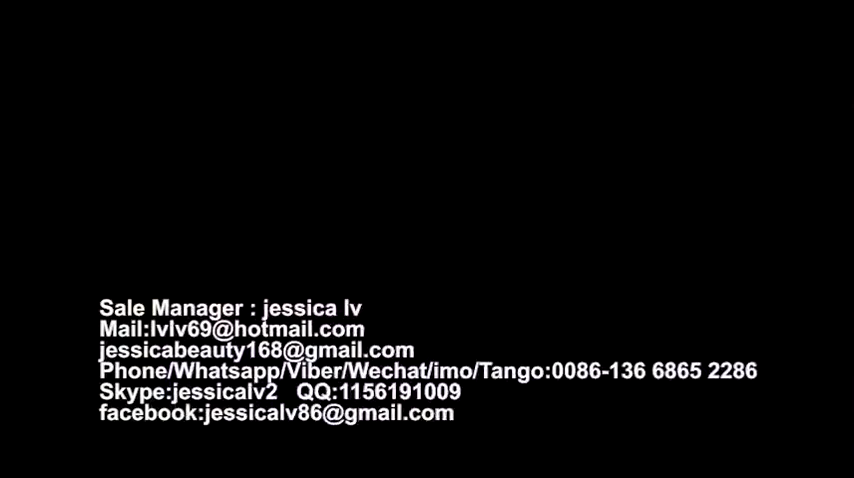 Sale Manager : jessica lv
Mail:lvlv69@hotmail.com
jessicabeauty168@gmail.com
Phone/Whatsapp/Viber/Wechat/imo/Tango:0086-136 6865 2286
Skype:jessicalv2   QQ:1156191009
facebook:jessicalv86@gmail.com